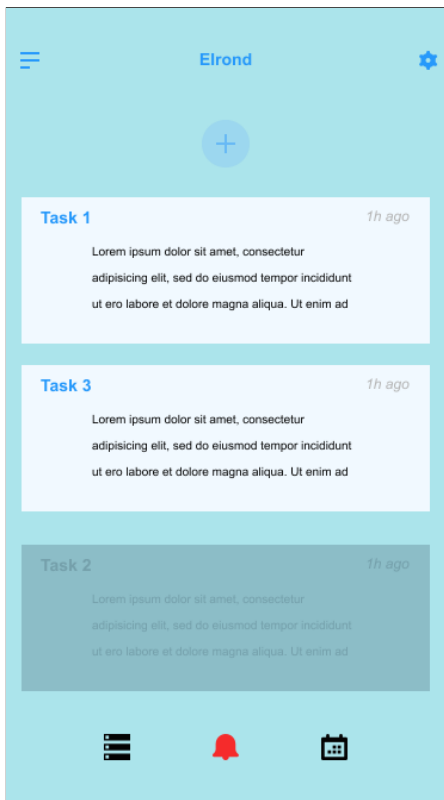 Elrond
Task 1
1h ago
Lorem ipsum dolor sit amet, consectetur
adipisicing elit, sed do eiusmod tempor incididunt
ut ero labore et dolore magna aliqua. Ut enim ad
Task 3
1h ago
Lorem ipsum dolor sit amet, consectetur
adipisicing elit, sed do eiusmod tempor incididunt
ut ero labore et dolore magna aliqua. Ut enim ad
Task 2
1h ago
Lorem ipsum dolor sit amet, consectetur
adipisicing elit, sed do eiusmod tempor incididunt
ut ero labore et dolore magna aliqua. Ut enim ad